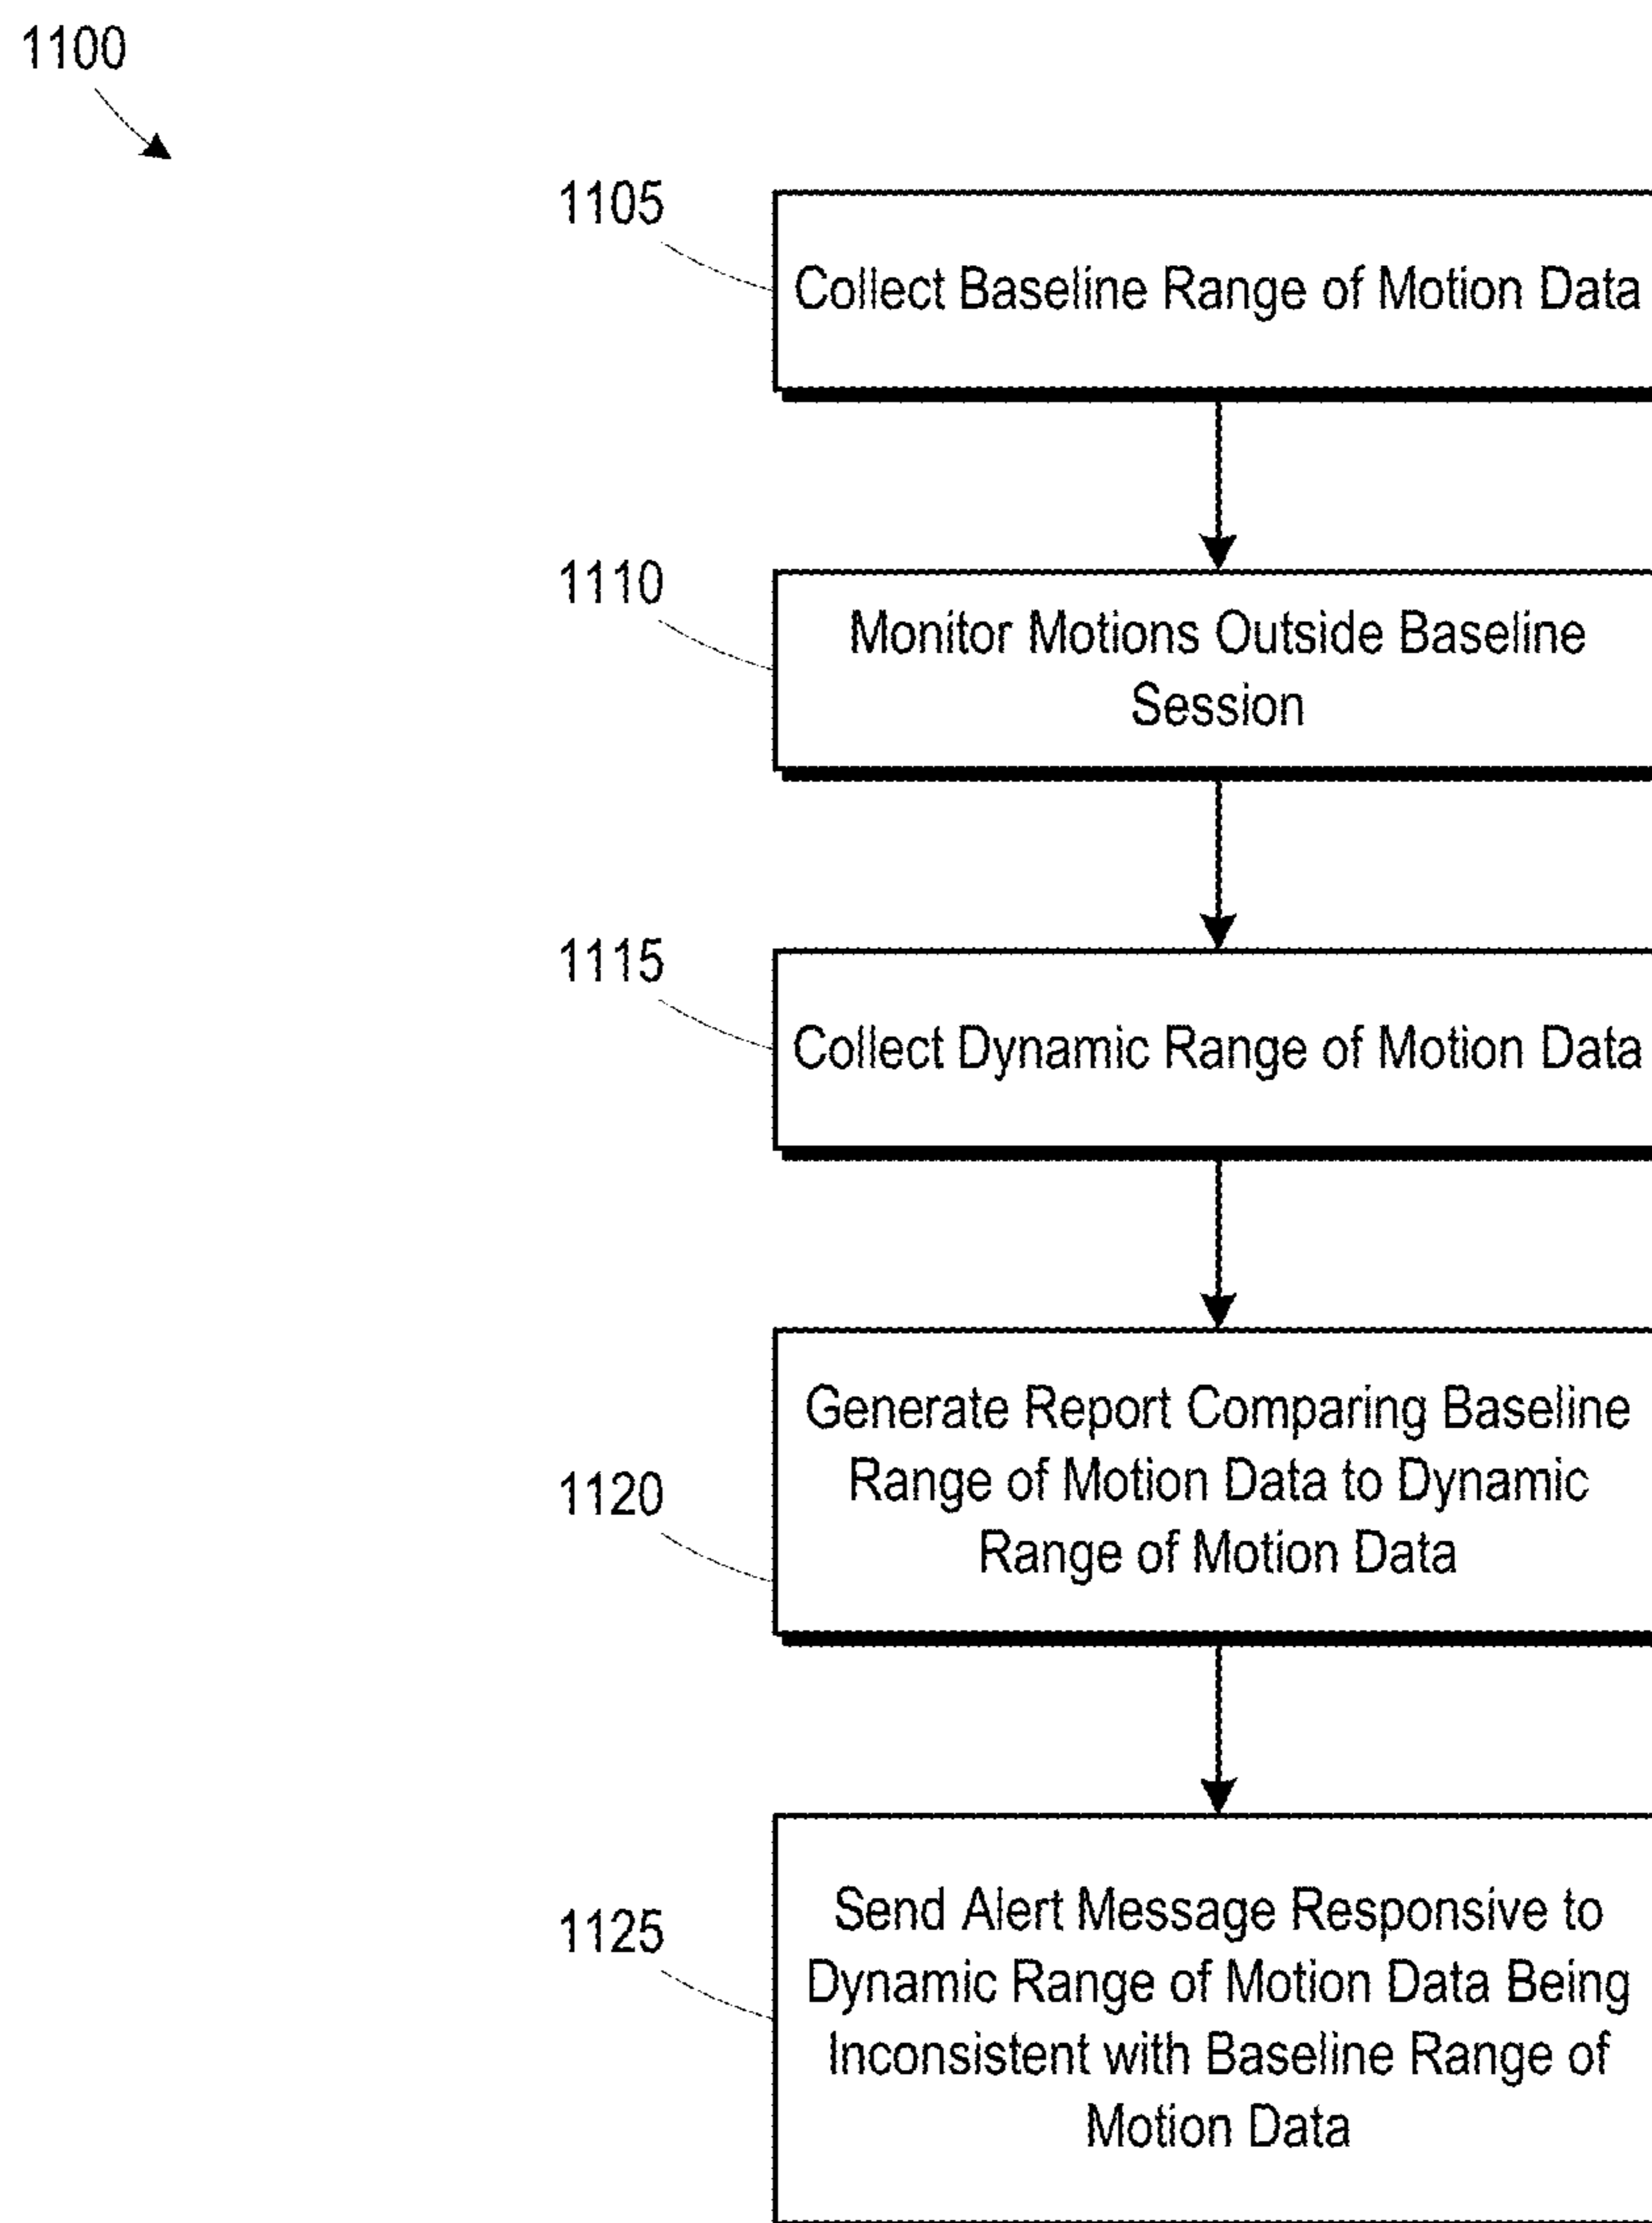 1100
1105
Collect Baseline Range of Motion Data
1110
Monitor Motions Outside Baseline
Session
1115
Collect Dynamic Range of Motion Data
1120
Generate Report Comparing Baseline
Range of Motion Data to Dynamic
Range of Motion Data
1125
Send Alert Message Responsive to
Dynamic Range of Motion Data Being
Inconsistent with Baseline Range of
Motion Data